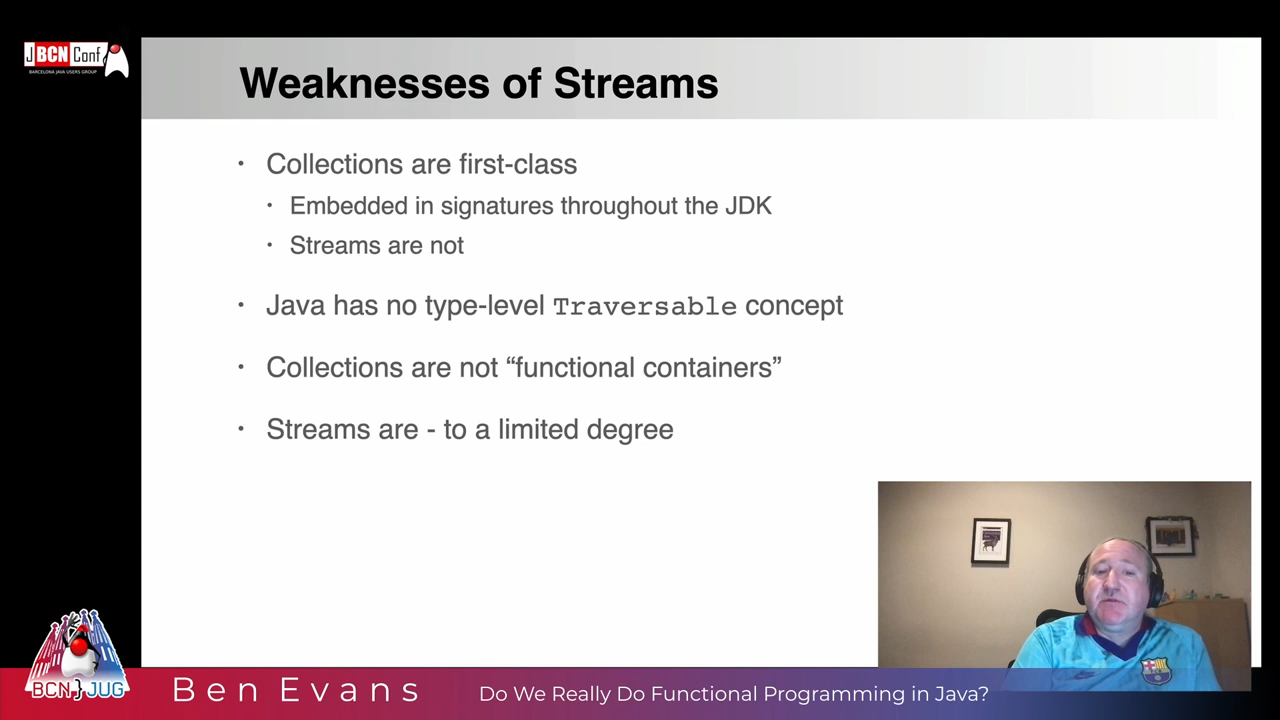 JBCNConf
BARCELONA JAVA USERS GROUP
Weaknesses of Streams
• Collections are first-class
• Embedded in signatures throughout the JDK
• Streams are not
• Java has no type-level Traversable concept
• Collections are not “functional containers”
• Streams are - to a limited degree
BCN}JUG
Ben Evans
Do We Really Do Functional Programming in Java?